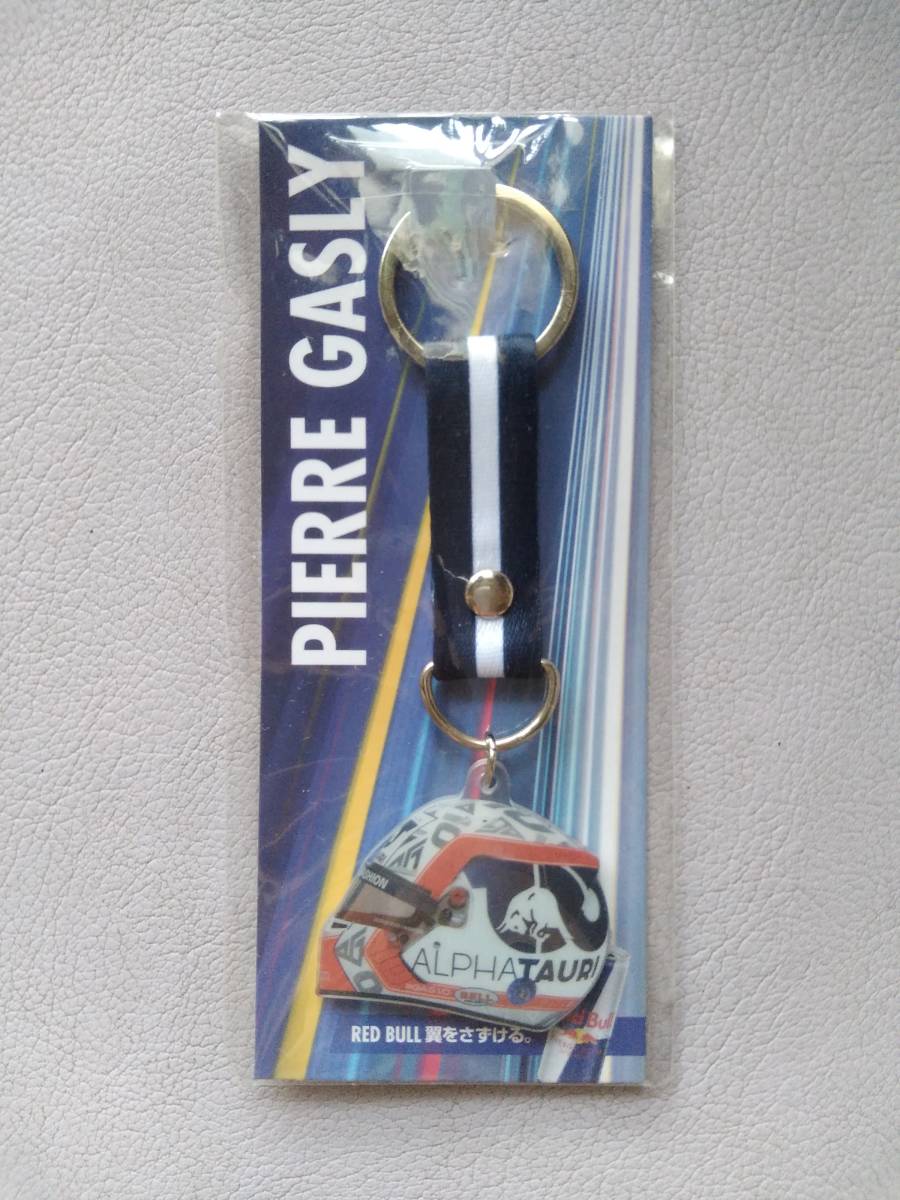 PIERRE GASLY
ALPHATAURI
BELL
RED BULL 翼をさずける。
Red Bull